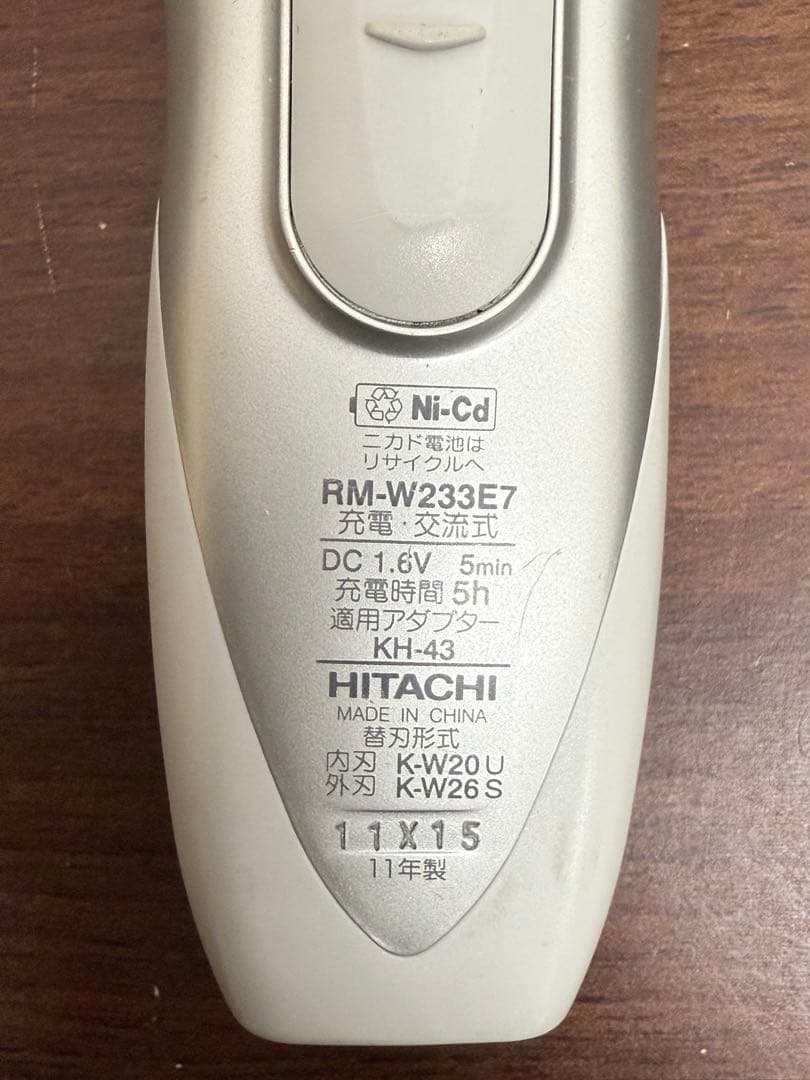 Ni-Cd
ニカド電池は
リサイクルへ
RM-W233E7
充電・交流式
DC 1.6V 5min
充電時間 5h
適用アダプター
KH-43
HITACHI
MADE IN CHINA
替刃形式
内刃 K-W20 U
外刃 K-W26 S
11X15
11年製